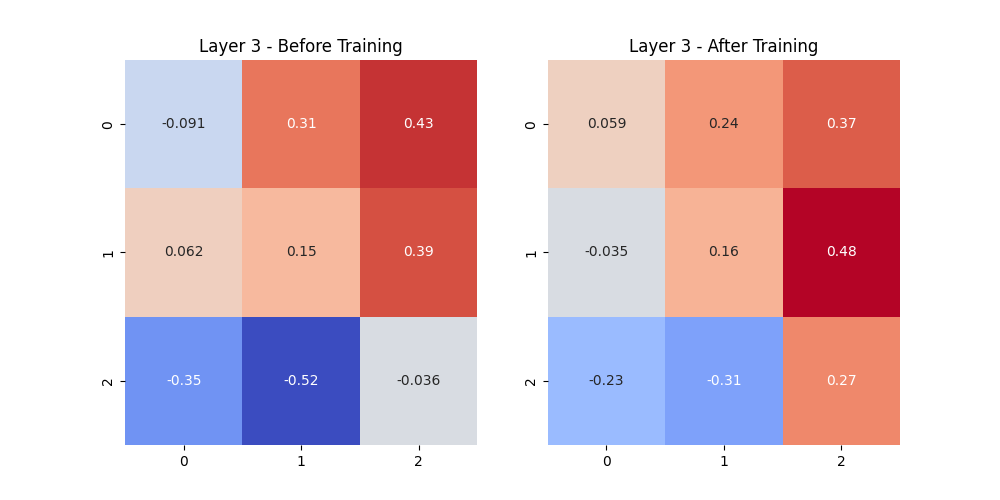 Layer 3 - Before Training
0 -0.091 0.31 0.43
1 0.062 0.15 0.39
2 -0.35 -0.52 -0.036
0 1 2
Layer 3 - After Training
0 0.059 0.24 0.37
1 -0.035 0.16 0.48
2 -0.23 -0.31 0.27
0 1 2